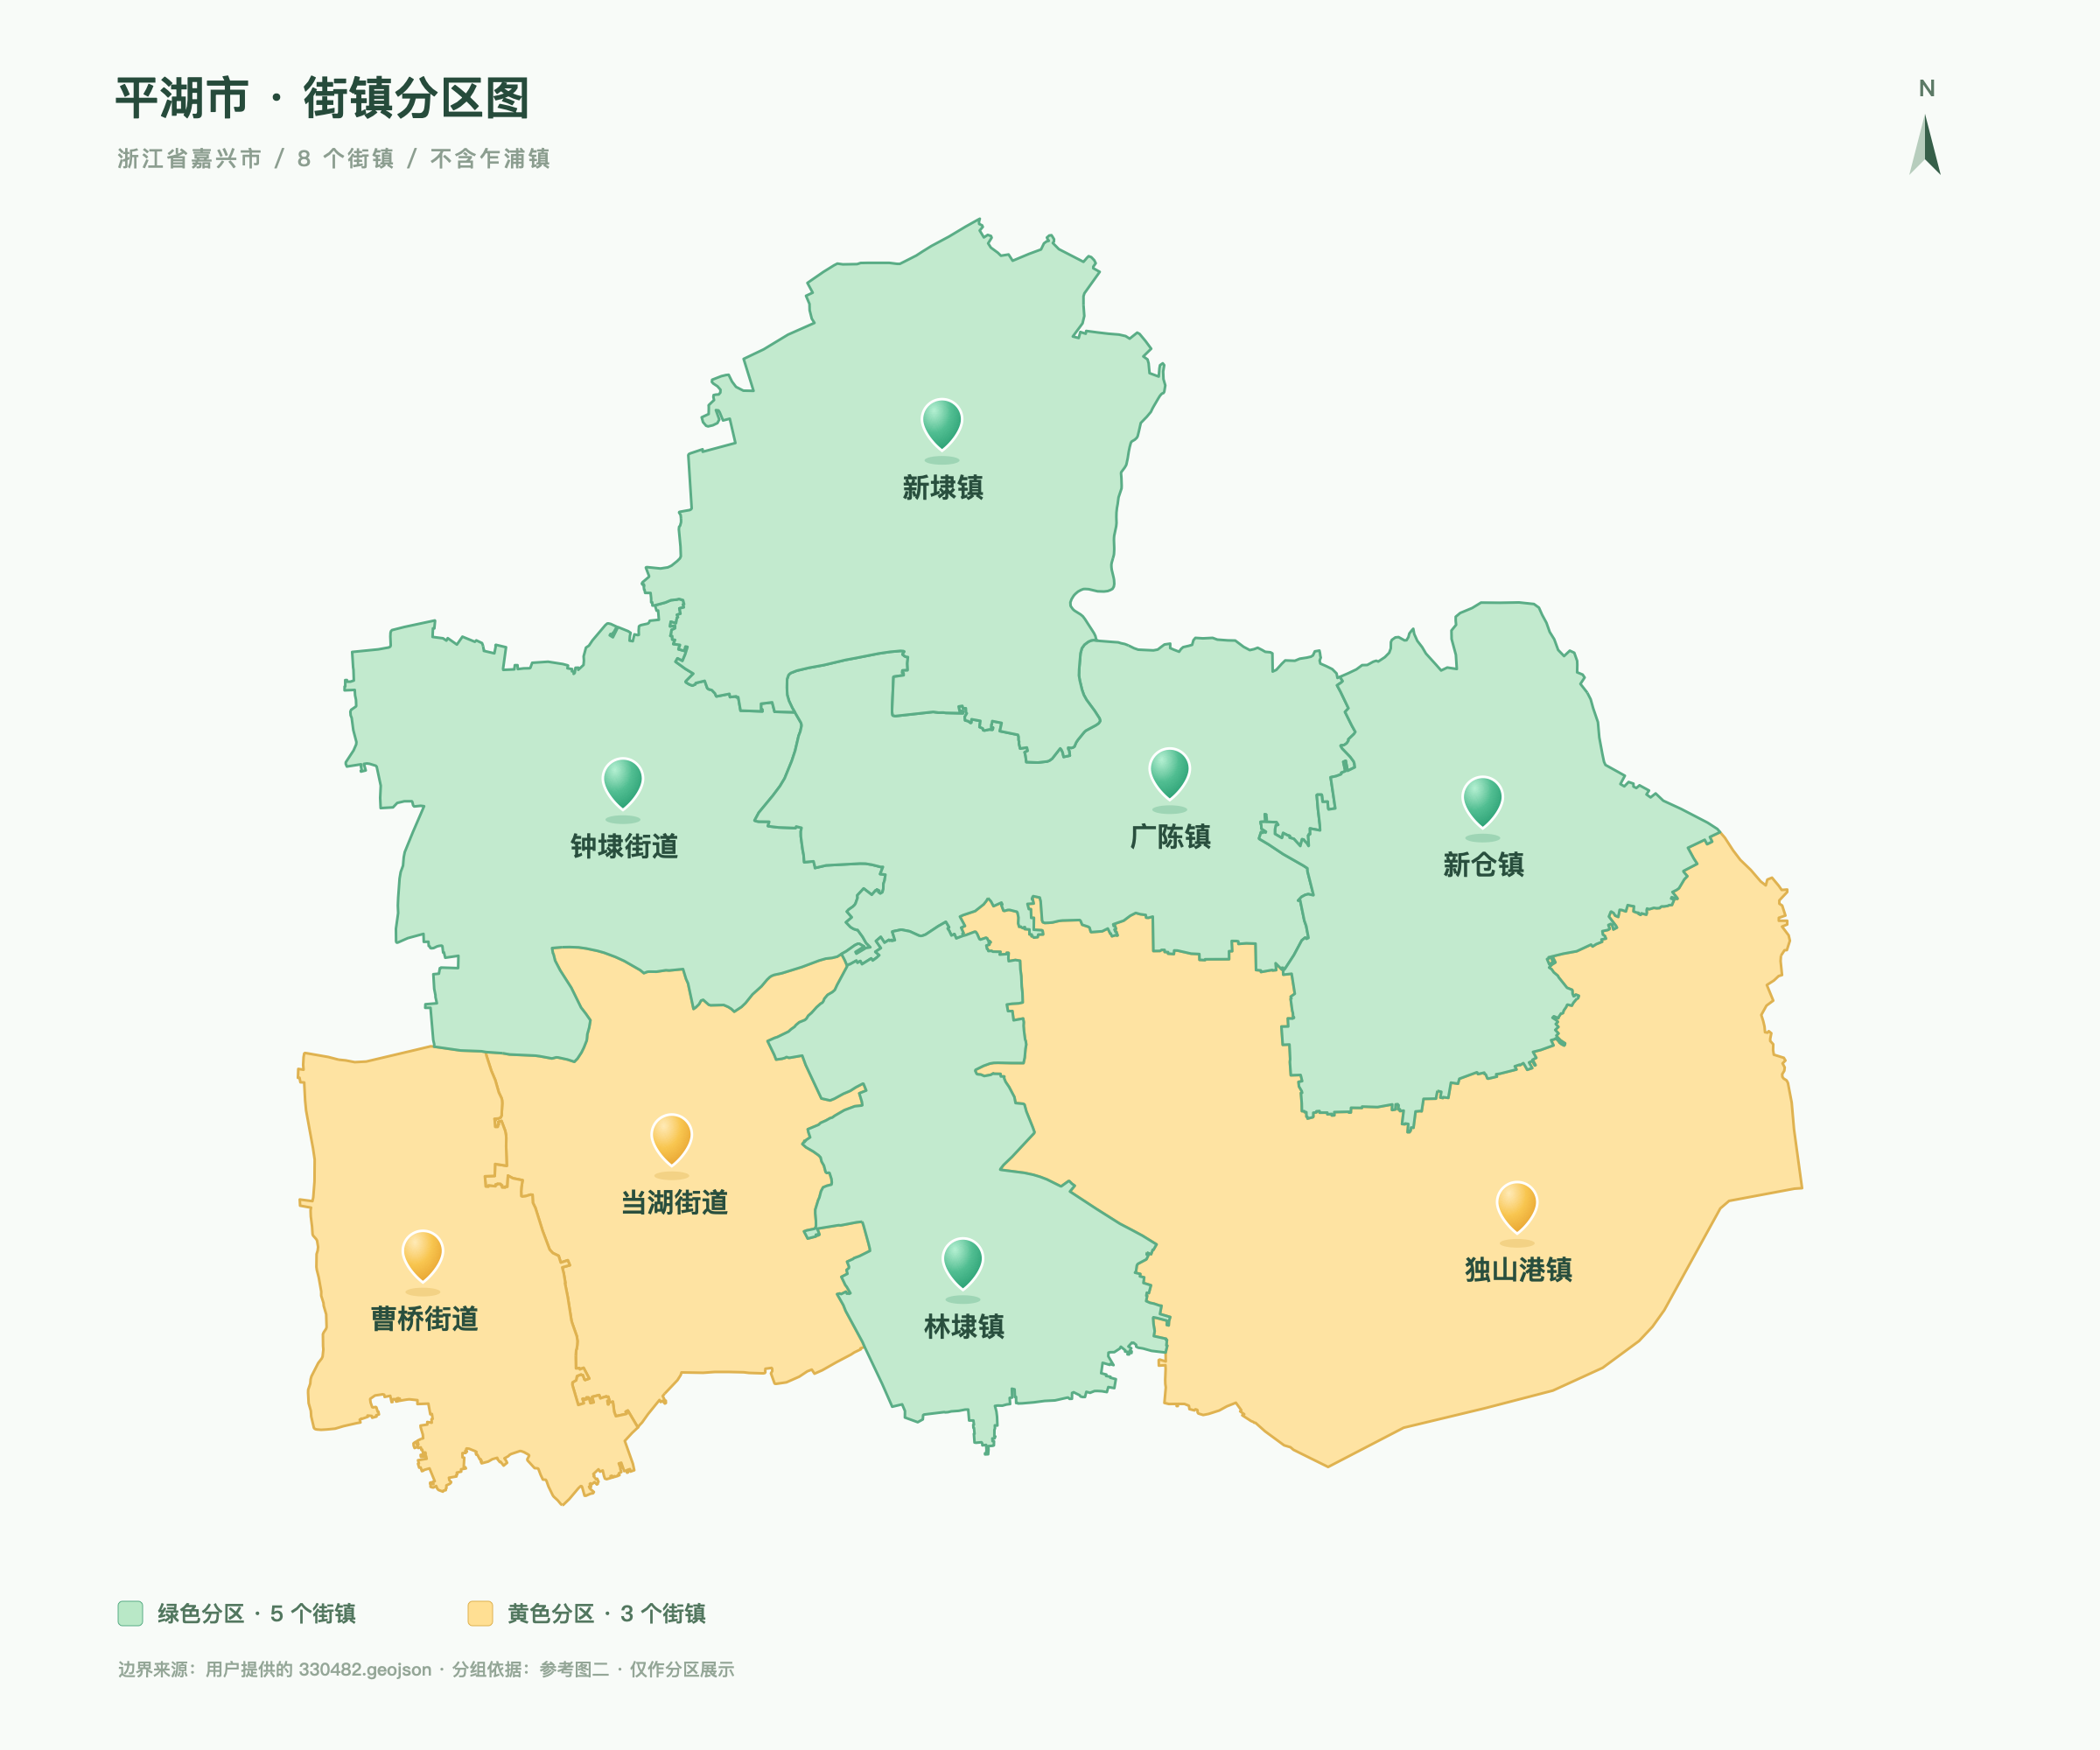 平湖市 · 街镇分区图
浙江省嘉兴市 / 8 个街镇 / 不含乍浦镇
N
新埭镇
钟埭街道
广陈镇
新仓镇
当湖街道
独山港镇
曹桥街道
林埭镇
绿色分区 · 5 个街镇
黄色分区 · 3 个街镇
边界来源：用户提供的 330482.geojson · 分组依据：参考图二 · 仅作分区展示